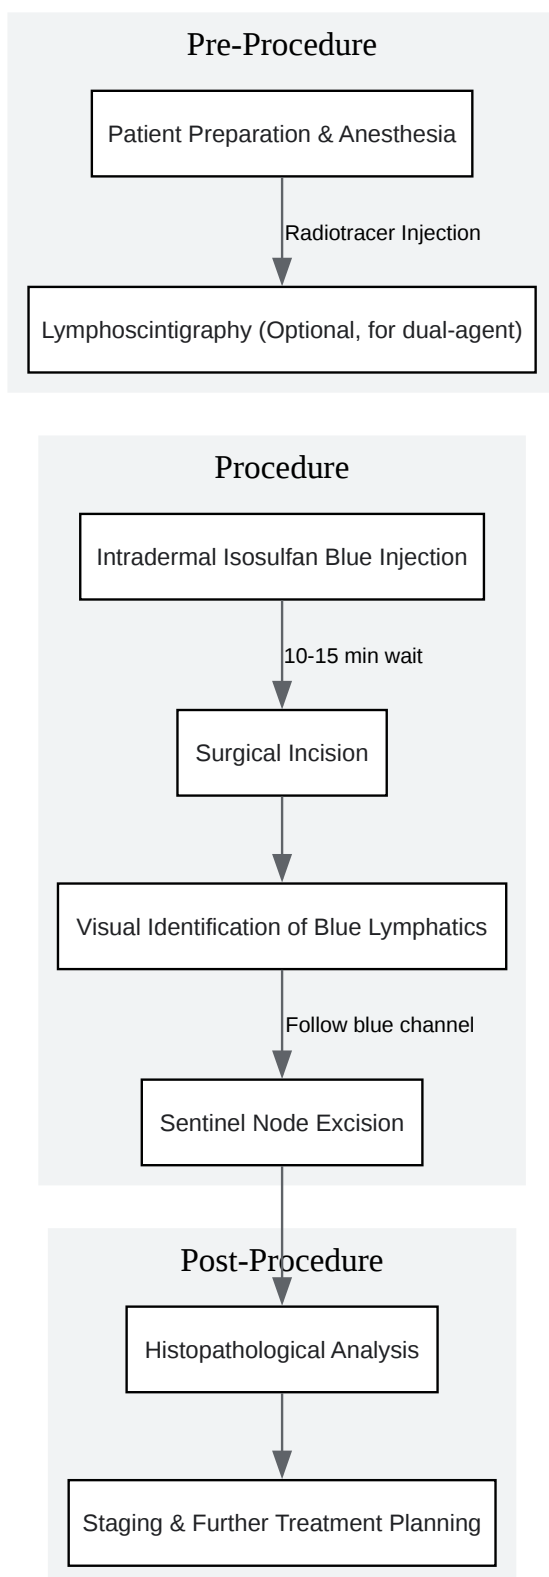 Pre-Procedure
Patient Preparation & Anesthesia
Radiotracer Injection
Lymphoscintigraphy (Optional, for dual-agent)
Procedure
Intradermal Isosulfan Blue Injection
10-15 min wait
Surgical Incision
Visual Identification of Blue Lymphatics
Follow blue channel
Sentinel Node Excision
Post-Procedure
Histopathological Analysis
Staging & Further Treatment Planning